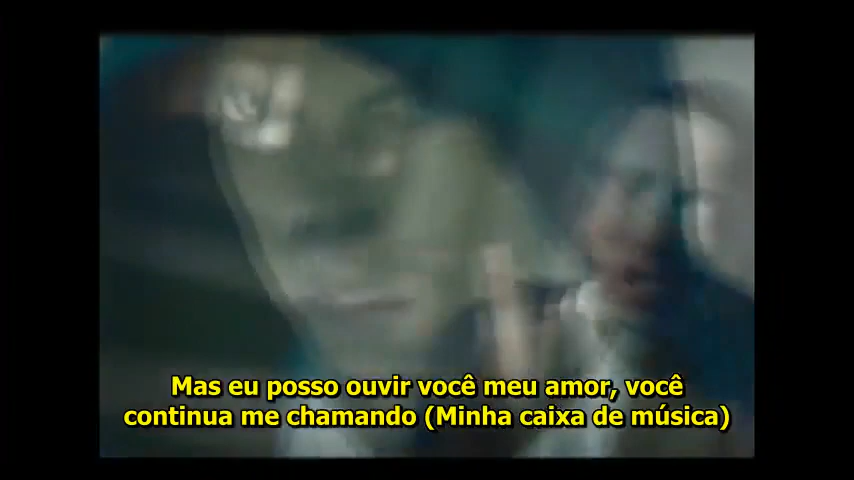 Mas eu posso ouvir você meu amor, você
continua me chamando (Minha caixa de música)